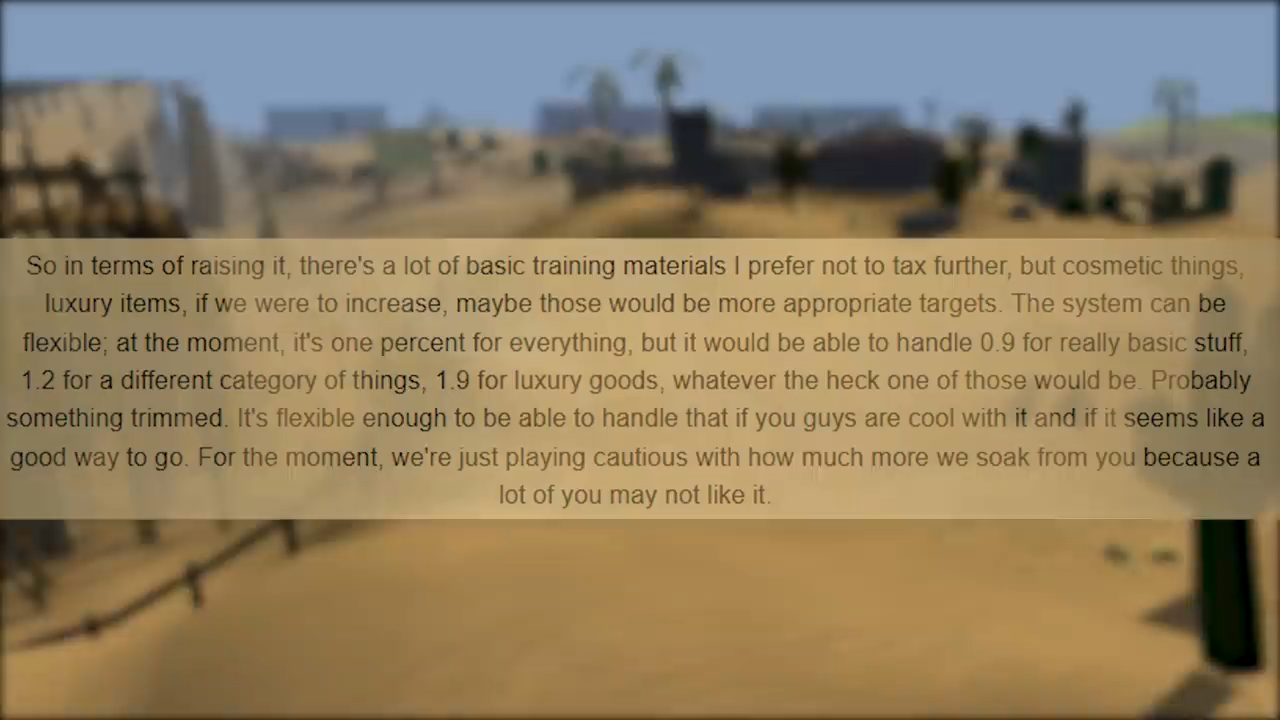 So in terms of raising it, there's a lot of basic training materials I prefer not to tax further, but cosmetic things,
luxury items, if we were to increase, maybe those would be more appropriate targets. The system can be
flexible; at the moment, it's one percent for everything, but it would be able to handle 0.9 for really basic stuff,
1.2 for a different category of things, 1.9 for luxury goods, whatever the heck one of those would be. Probably
something trimmed. It's flexible enough to be able to handle that if you guys are cool with it and if it seems like a
good way to go. For the moment, we're just playing cautious with how much more we soak from you because a
lot of you may not like it.